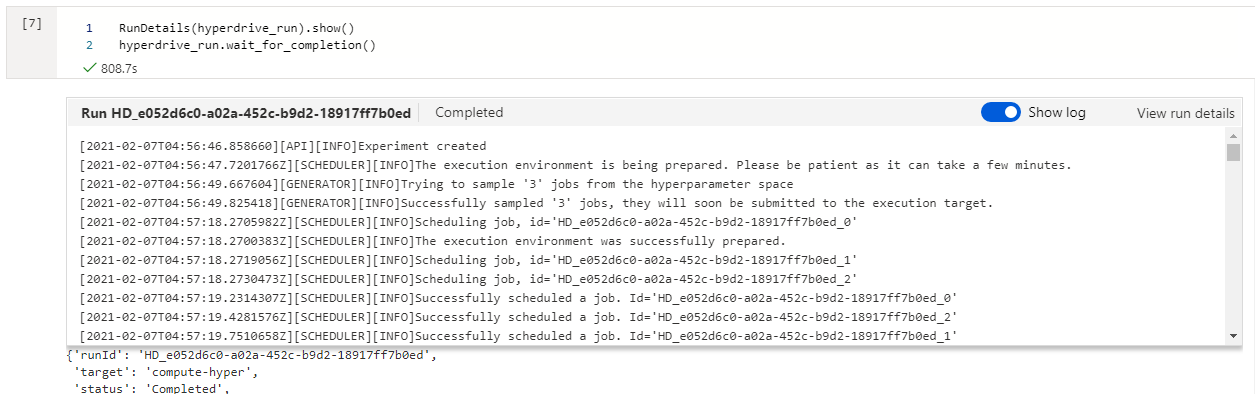 [7]
1 RunDetails(hyperdrive_run).show()
2 hyperdrive_run.wait_for_completion()
808.7s
Run HD_e052d6c0-a02a-452c-b9d2-18917ff7b0ed Completed Show log View run details
[2021-02-07T04:56:46.858660][API][INFO]Experiment created
[2021-02-07T04:56:47.7201766Z][SCHEDULER][INFO]The execution environment is being prepared. Please be patient as it can take a few minutes.
[2021-02-07T04:56:49.667604][GENERATOR][INFO]Trying to sample '3' jobs from the hyperparameter space
[2021-02-07T04:56:49.825418][GENERATOR][INFO]Successfully sampled '3' jobs, they will soon be submitted to the execution target.
[2021-02-07T04:57:18.2705982Z][SCHEDULER][INFO]Scheduling job, id='HD_e052d6c0-a02a-452c-b9d2-18917ff7b0ed_0'
[2021-02-07T04:57:18.2700383Z][SCHEDULER][INFO]The execution environment was successfully prepared.
[2021-02-07T04:57:18.2719056Z][SCHEDULER][INFO]Scheduling job, id='HD_e052d6c0-a02a-452c-b9d2-18917ff7b0ed_1'
[2021-02-07T04:57:18.2730473Z][SCHEDULER][INFO]Scheduling job, id='HD_e052d6c0-a02a-452c-b9d2-18917ff7b0ed_2'
[2021-02-07T04:57:19.2314307Z][SCHEDULER][INFO]Successfully scheduled a job. Id='HD_e052d6c0-a02a-452c-b9d2-18917ff7b0ed_0'
[2021-02-07T04:57:19.4281576Z][SCHEDULER][INFO]Successfully scheduled a job. Id='HD_e052d6c0-a02a-452c-b9d2-18917ff7b0ed_2'
[2021-02-07T04:57:19.7510658Z][SCHEDULER][INFO]Successfully scheduled a job. Id='HD_e052d6c0-a02a-452c-b9d2-18917ff7b0ed_1'
{'runId': 'HD_e052d6c0-a02a-452c-b9d2-18917ff7b0ed',
'target': 'compute-hyper',
'status': 'Completed',